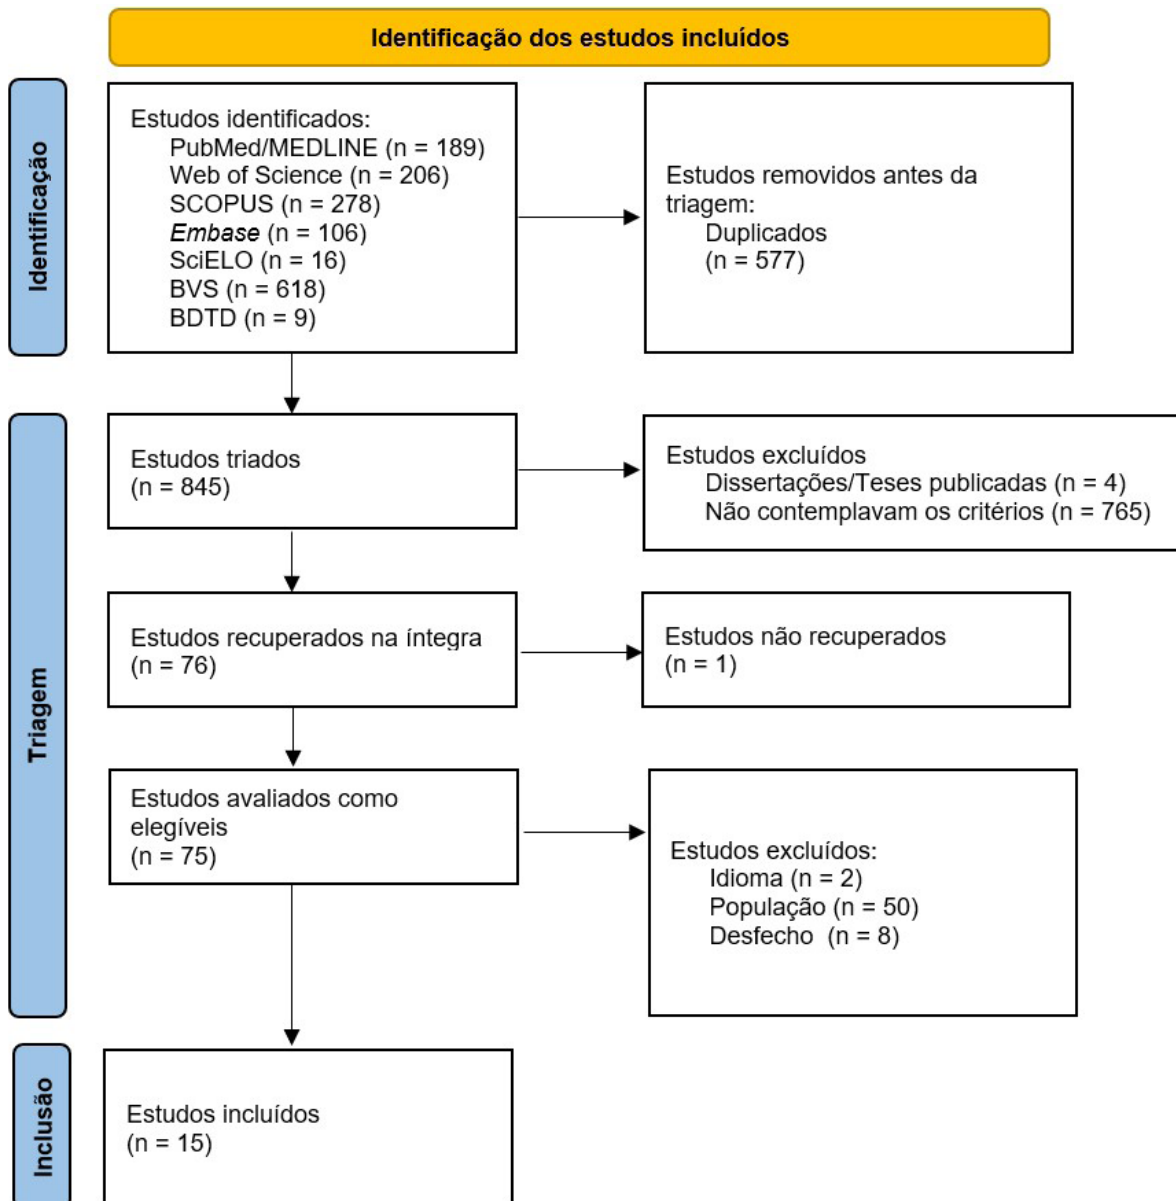 Identificação dos estudos incluídos
Identificação
Estudos identificados:
PubMed/MEDLINE (n = 189)
Web of Science (n = 206)
SCOPUS (n = 278)
Embase (n = 106)
SciELO (n = 16)
BVS (n = 618)
BDTD (n = 9)
Estudos removidos antes da
triagem:
Duplicados
(n = 577)
Triagem
Estudos triados
(n = 845)
Estudos excluídos
Dissertações/Teses publicadas (n = 4)
Não contemplavam os critérios (n = 765)
Estudos recuperados na íntegra
(n = 76)
Estudos não recuperados
(n = 1)
Estudos avaliados como
elegíveis
(n = 75)
Estudos excluídos:
Idioma (n = 2)
População (n = 50)
Desfecho (n = 8)
Inclusão
Estudos incluídos
(n = 15)